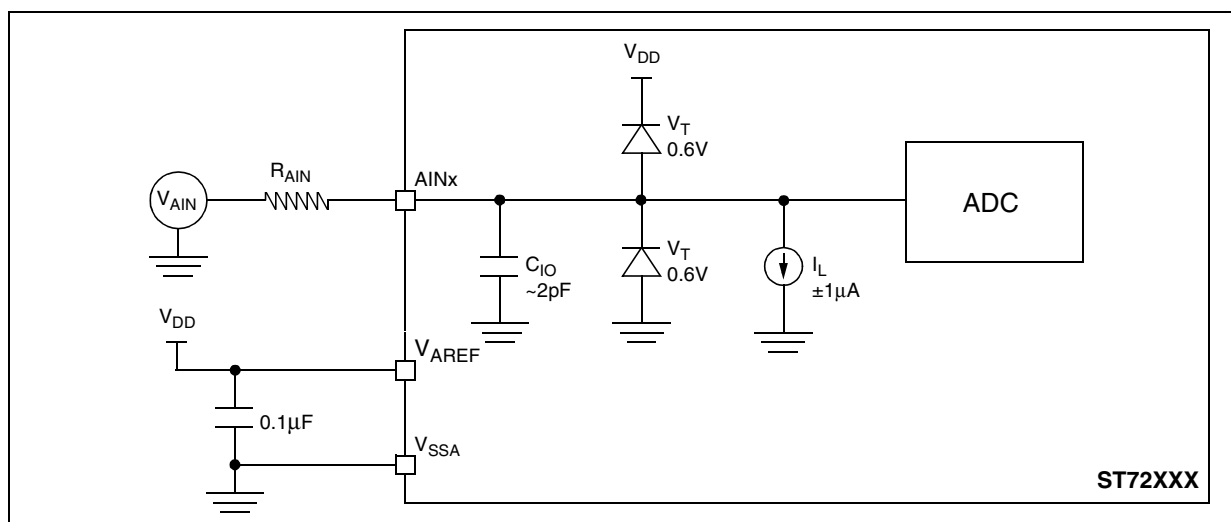 V_DD
V_T
0.6V
R_AIN
AINx
V_AIN
ADC
C_IO
~2pF
V_T
0.6V
I_L
±1μA
V_DD
V_AREF
0.1μF
V_SSA
ST72XXX